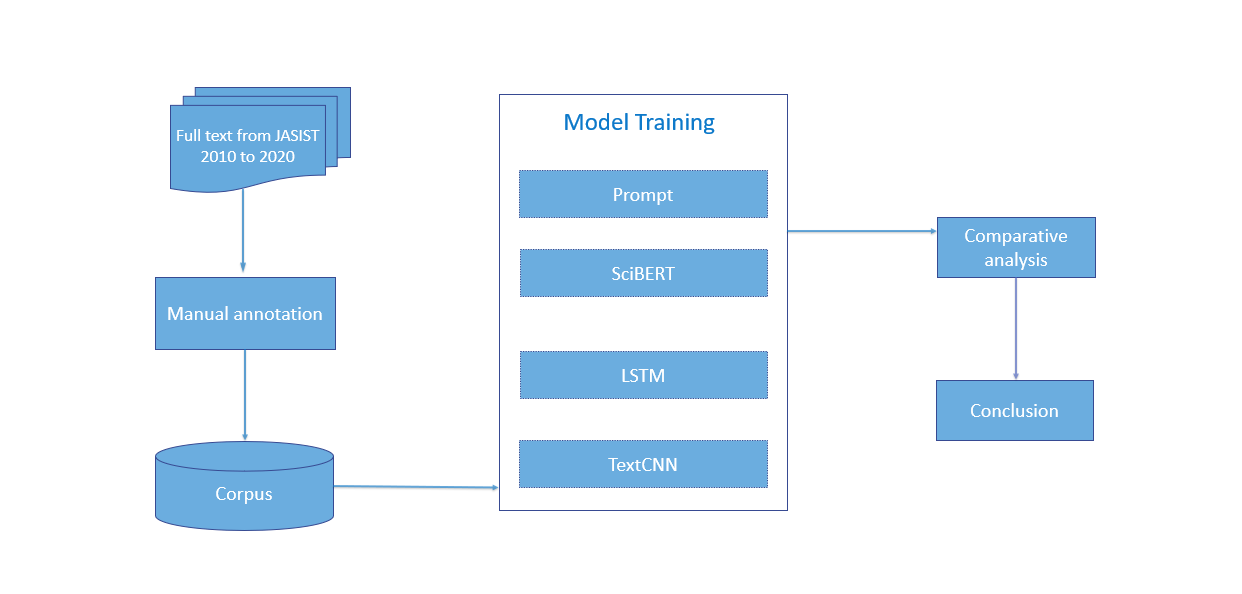 Full text from JASIST
2010 to 2020
Manual annotation
Corpus
Model Training
Prompt
SciBERT
LSTM
TextCNN
Comparative
analysis
Conclusion